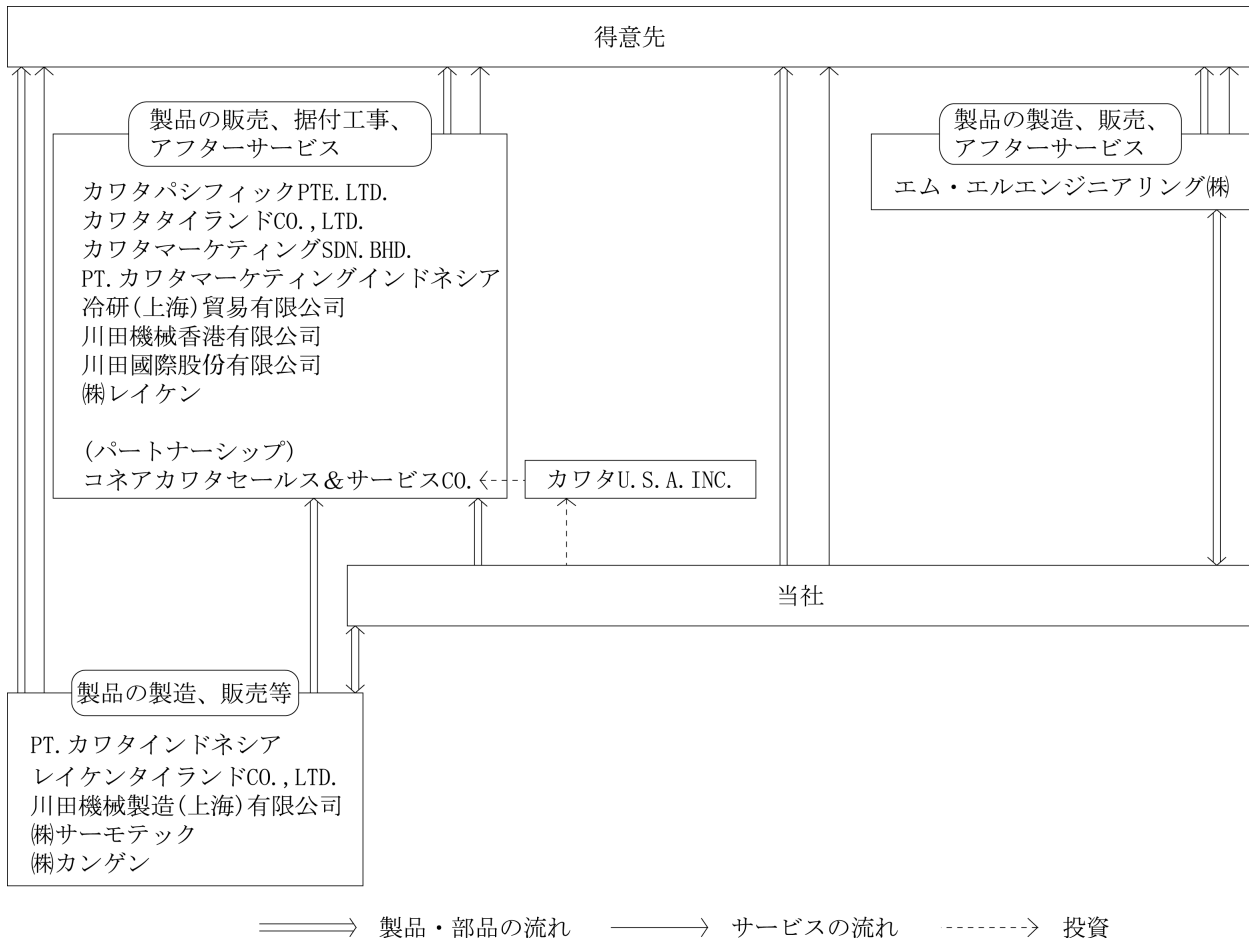 得意先
製品の販売、据付工事、
アフターサービス
カワタパシフィックPTE.LTD.
カワタタイランドCO.,LTD.
カワタマーケティングSDN.BHD.
PT.カワタマーケティングインドネシア
冷研(上海)貿易有限公司
川田機械香港有限公司
川田國際股份有限公司
㈱レイケン
(パートナーシップ)
コネアカワタセールス&サービスCO.
カワタU.S.A.INC.
製品の製造、販売、
アフターサービス
エム・エルエンジニアリング㈱
当社
製品の製造、販売等
PT.カワタインドネシア
レイケンタイランドCO.,LTD.
川田機械製造(上海)有限公司
㈱サーモテック
㈱カンゲン
製品・部品の流れ
サービスの流れ
投資